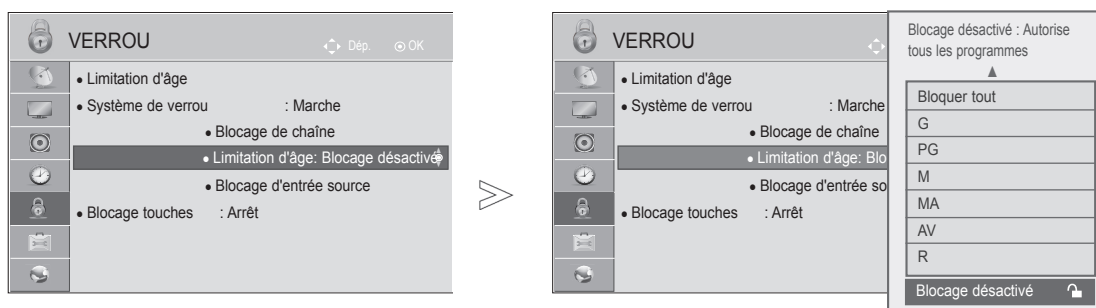 VERROU
Dép. OK
• Limitation d'âge
• Système de verrou : Marche
• Blocage de chaîne
• Limitation d'âge: Blocage désactivé
• Blocage d'entrée source
• Blocage touches : Arrêt
VERROU
• Limitation d'âge
• Système de verrou : Marche
• Blocage de chaîne
• Limitation d'âge: Blo
• Blocage d'entrée so
• Blocage touches : Arrêt
Blocage désactivé : Autorise
tous les programmes
Bloquer tout
G
PG
M
MA
AV
R
Blocage désactivé